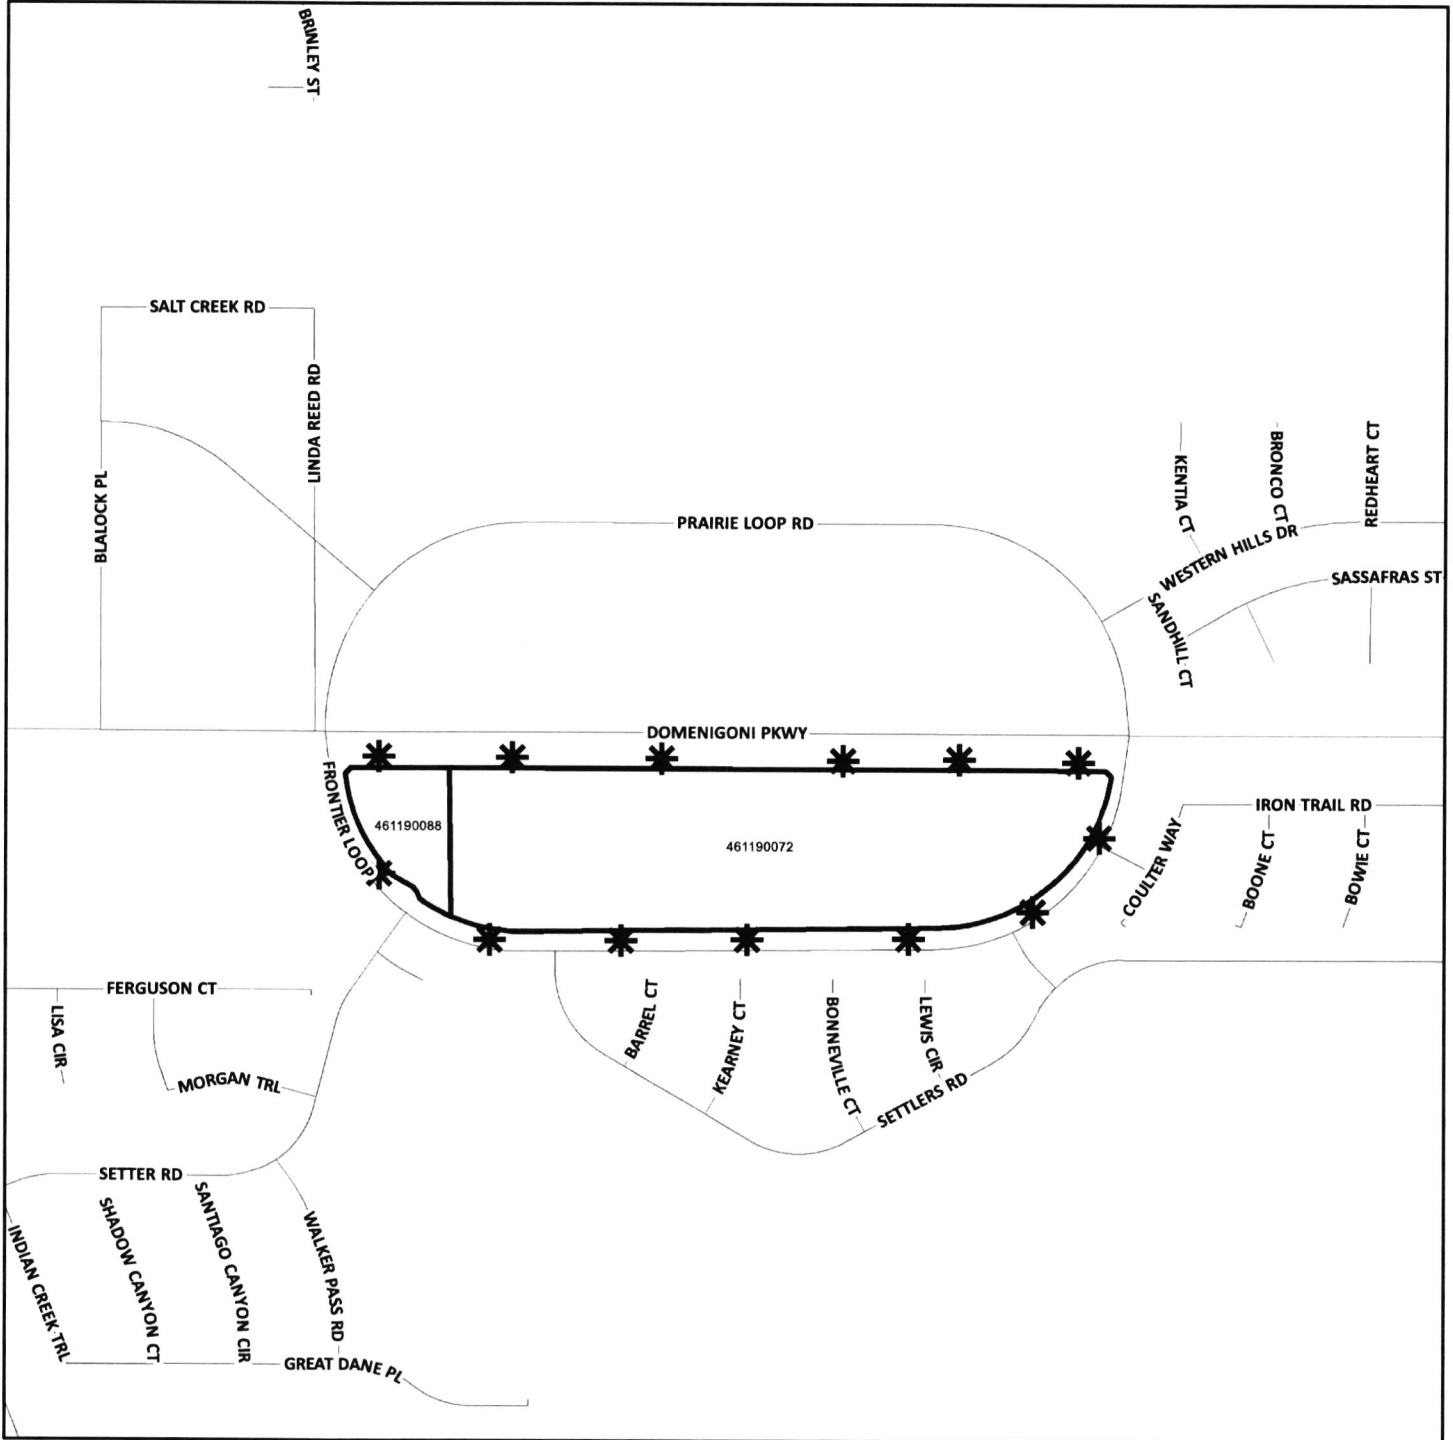 BRINLEY ST
SALT CREEK RD
LINDA REED RD
BLALOCK PL
KENTIA CT
BRONCO CT
REDHEART CT
PRAIRIE LOOP RD
WESTERN HILLS DR
SASSAFRAS ST
SANDHILL CT
DOMENIGONI PKWY
FRONTIER LOOP
461190088
461190072
IRON TRAIL RD
COULTER WAY
BOONE CT
BOWIE CT
FERGUSON CT
LISA CIR
BARREL CT
KEARNEY CT
BONNEVILLE CT
LEWIS CIR
MORGAN TRL
SETTLERS RD
SETTER RD
INDIAN CREEK TRL
SHADOW CANYON CT
SANTIAGO CANYON CIR
WALKER PASS RD
GREAT DANE PL